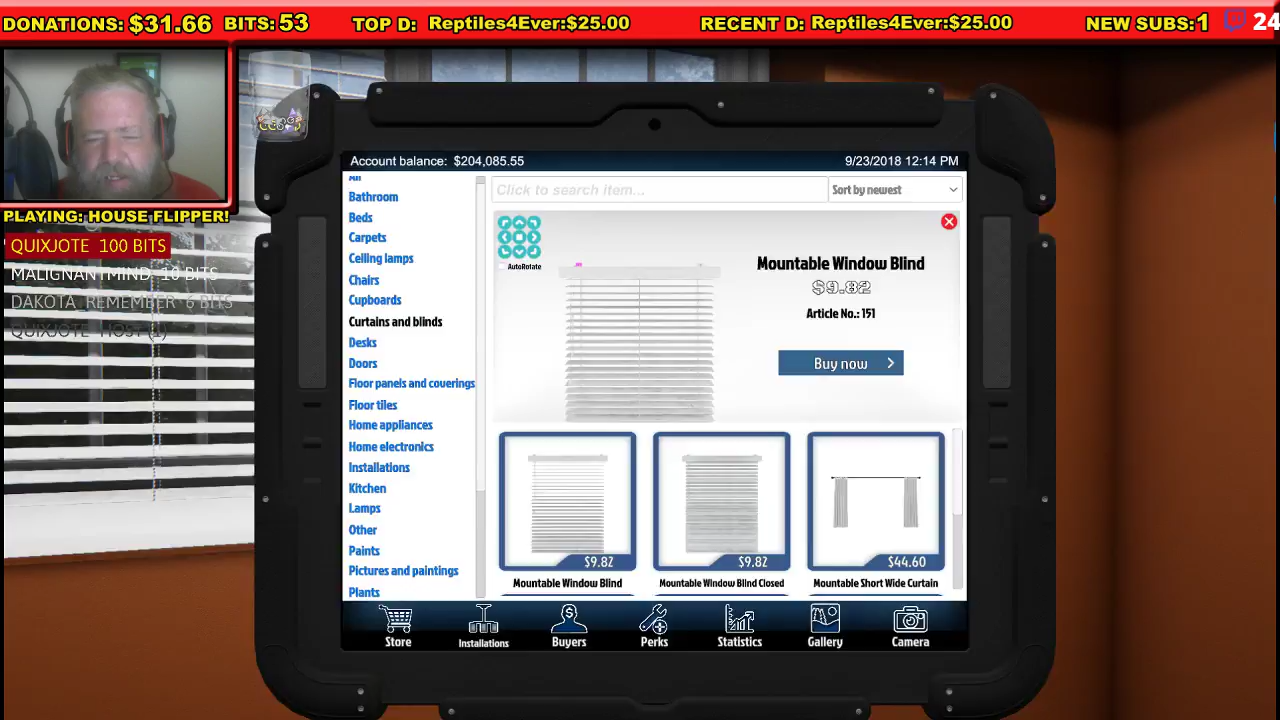 DONATIONS: $31.66 BITS: 53 TOP D: Reptiles4Ever:$25.00 RECENT D: Reptiles4Ever:$25.00 NEW SUBS: 1 24
PLAYING: HOUSE FLIPPER!
QUIXJOTE 100 BITS
MALIGNANTMIND 10 BITS
DAKOTA_REMEMBER 6 BITS
QUIXJOTE HOST (1)
Account balance: $204,085.55 9/23/2018 12:14 PM
All
Bathroom
Beds
Carpets
Ceiling lamps
Chairs
Cupboards
Curtains and blinds
Desks
Doors
Floor panels and coverings
Floor tiles
Home appliances
Home electronics
Installations
Kitchen
Lamps
Other
Paints
Pictures and paintings
Plants
Click to search item...
Sort by newest
AutoRotate
Mountable Window Blind
$9.82
Article No.: 151
Buy now
$9.82
Mountable Window Blind
$9.82
Mountable Window Blind Closed
$44.60
Mountable Short Wide Curtain
Store
Installations
Buyers
Perks
Statistics
Gallery
Camera